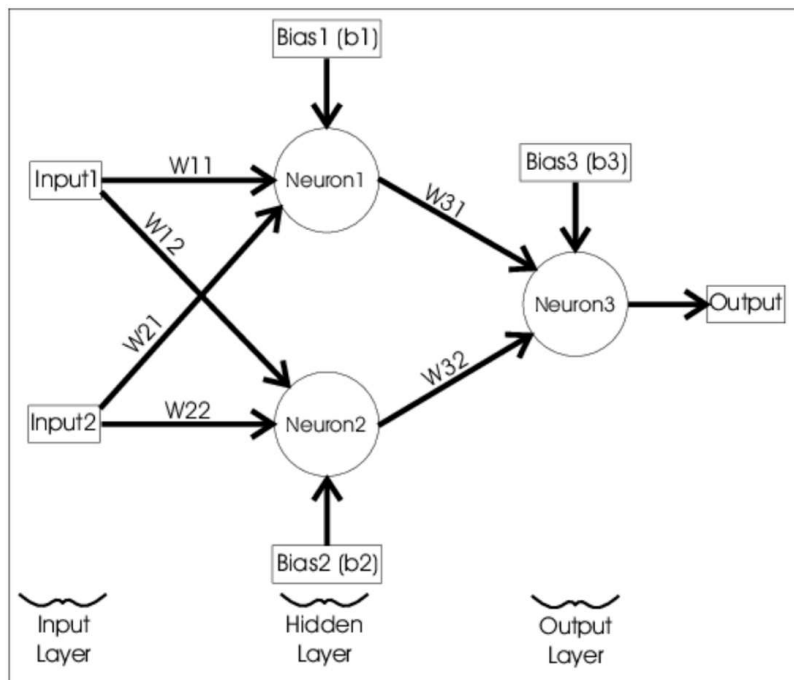 Bias1 (b1)
Input1
W11
Neuron1
Bias3 (b3)
W31
W12
W21
Neuron3
Output
W32
Input2
W22
Neuron2
Bias2 (b2)
Input
Layer
Hidden
Layer
Output
Layer